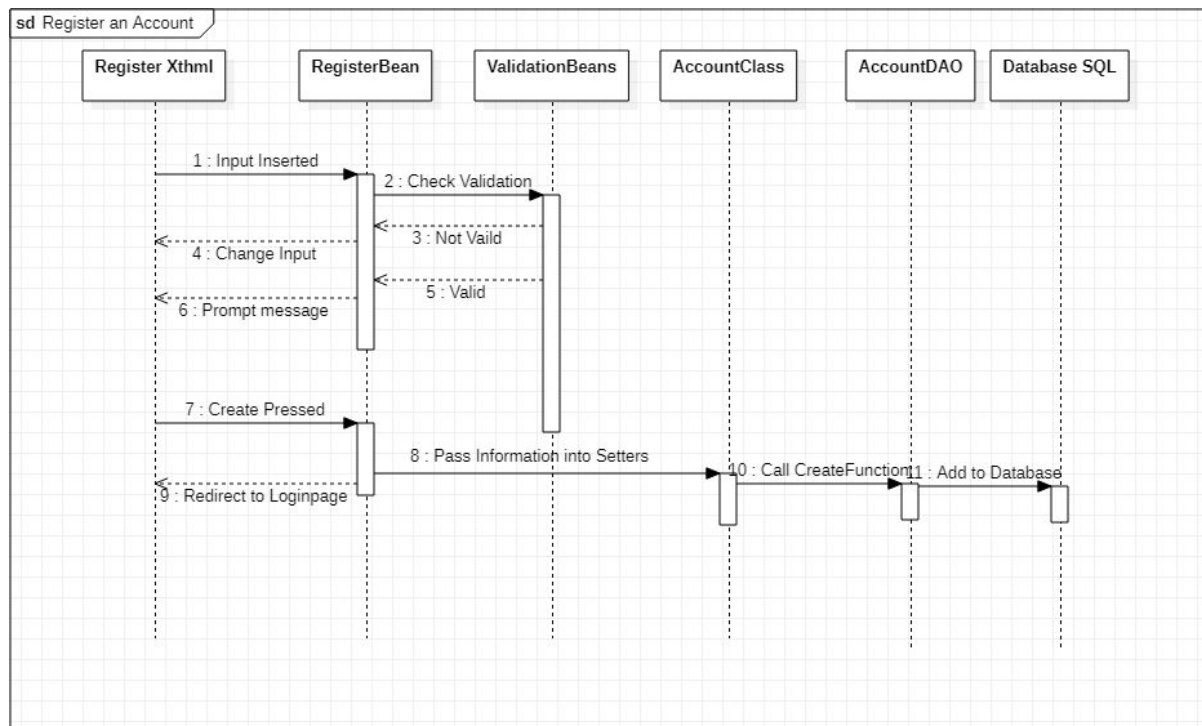 sd Register an Account
Register Xthml
RegisterBean
ValidationBeans
AccountClass
AccountDAO
Database SQL
1 : Input Inserted
2 : Check Validation
3 : Not Vaild
4 : Change Input
5 : Valid
6 : Prompt message
7 : Create Pressed
8 : Pass Information into Setters
10 : Call CreateFunction
11 : Add to Database
9 : Redirect to Loginpage